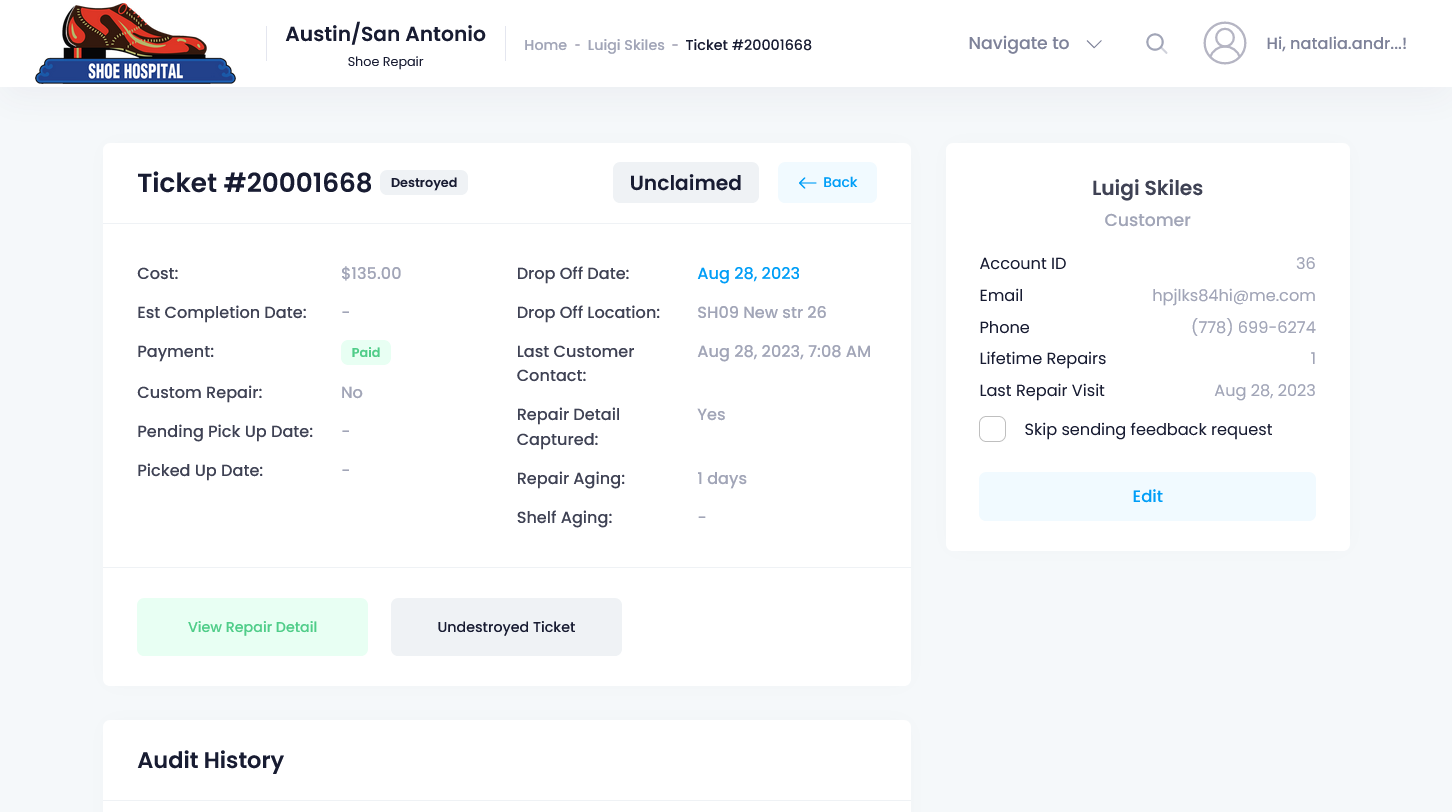 SHOE HOSPITAL
Austin/San Antonio
Shoe Repair
Home - Luigi Skiles - Ticket #20001668
Navigate to
Hi, natalia.andr...!
Ticket #20001668 Destroyed
Unclaimed
Back
Cost: $135.00
Est Completion Date: -
Payment: Paid
Custom Repair: No
Pending Pick Up Date: -
Picked Up Date: -
Drop Off Date: Aug 28, 2023
Drop Off Location: SH09 New str 26
Last Customer Aug 28, 2023, 7:08 AM
Contact:
Repair Detail Yes
Captured:
Repair Aging: 1 days
Shelf Aging: -
View Repair Detail
Undestroyed Ticket
Luigi Skiles
Customer
Account ID 36
Email hpjlks84hi@me.com
Phone (778) 699-6274
Lifetime Repairs 1
Last Repair Visit Aug 28, 2023
Skip sending feedback request
Edit
Audit History